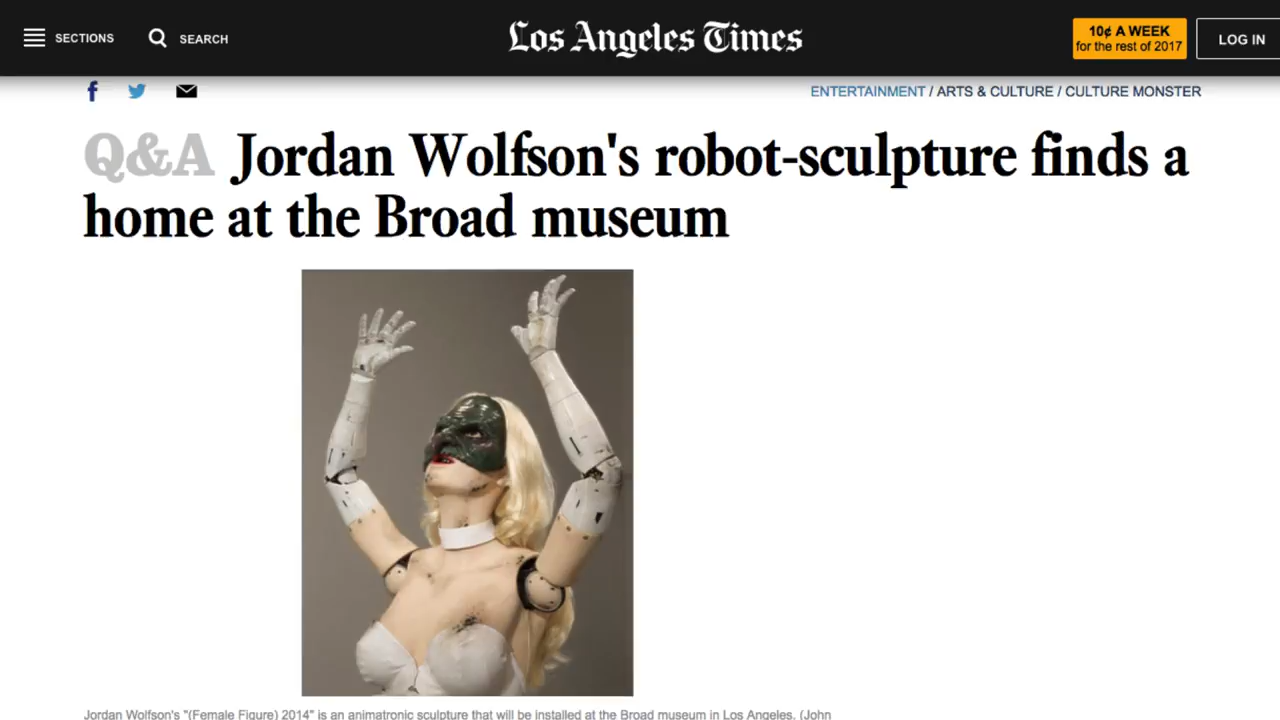 SECTIONS
SEARCH
Los Angeles Times
10¢ A WEEK
for the rest of 2017
LOG IN
ENTERTAINMENT / ARTS & CULTURE / CULTURE MONSTER
Q&A Jordan Wolfson's robot-sculpture finds a
home at the Broad museum
Jordan Wolfson's "(Female Figure) 2014" is an animatronic sculpture that will be installed at the Broad museum in Los Angeles. (John